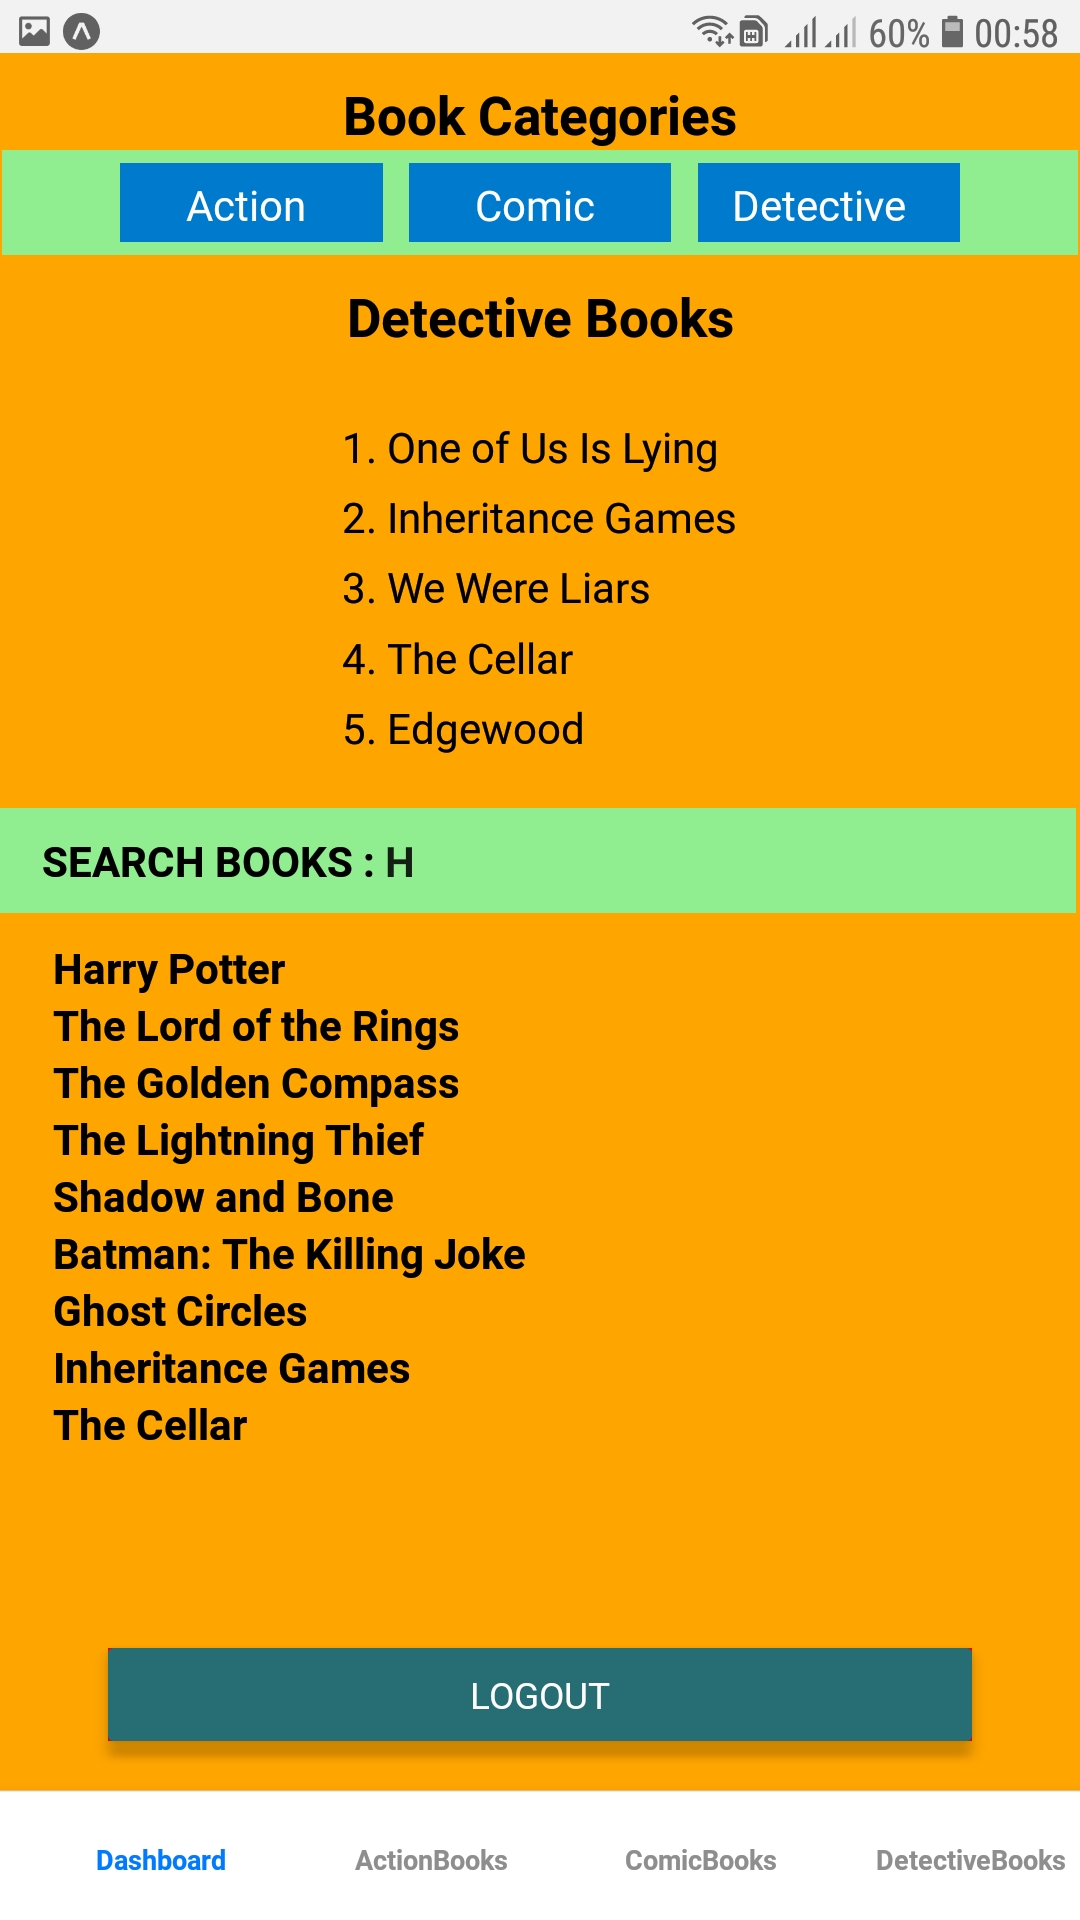 60% 00:58
Book Categories
Action Comic Detective
Detective Books
1. One of Us Is Lying
2. Inheritance Games
3. We Were Liars
4. The Cellar
5. Edgewood
SEARCH BOOKS : H
Harry Potter
The Lord of the Rings
The Golden Compass
The Lightning Thief
Shadow and Bone
Batman: The Killing Joke
Ghost Circles
Inheritance Games
The Cellar
LOGOUT
Dashboard ActionBooks ComicBooks DetectiveBooks